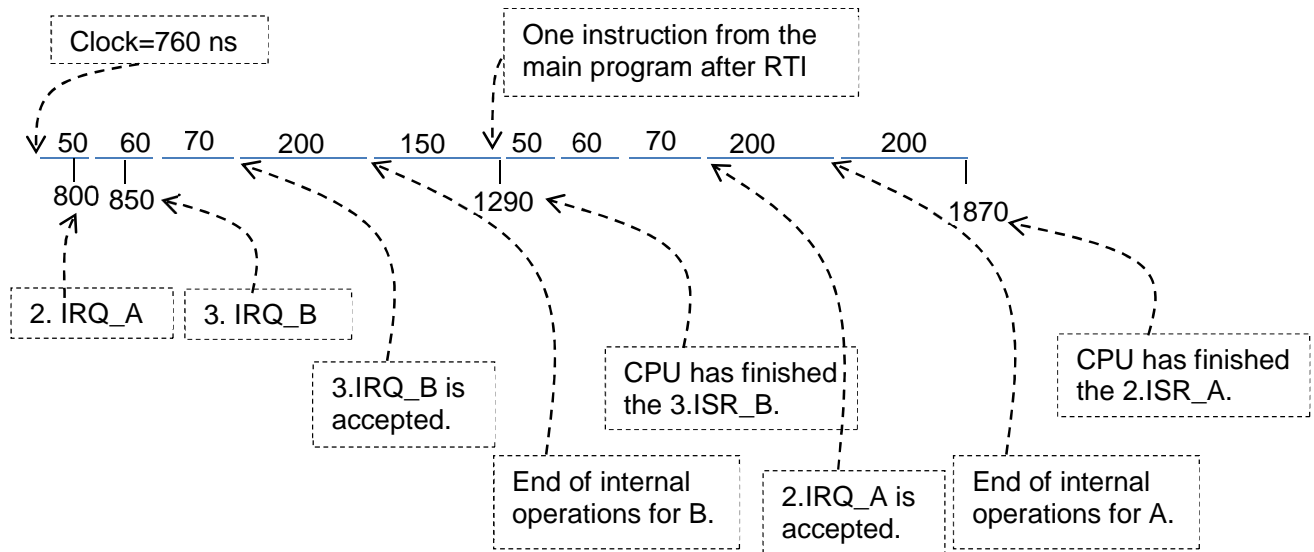 Clock=760 ns
One instruction from the
main program after RTI
50 60 70 200 150 50 60 70 200 200
800 850 1290 1870
2. IRQ_A
3. IRQ_B
3.IRQ_B is
accepted.
CPU has finished
the 3.ISR_B.
CPU has finished
the 2.ISR_A.
End of internal
operations for B.
2.IRQ_A is
accepted.
End of internal
operations for A.